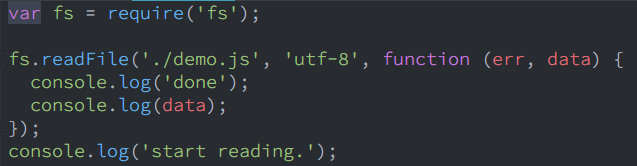 var fs = require('fs');

fs.readFile('./demo.js', 'utf-8', function (err, data) {
  console.log('done');
  console.log(data);
});
console.log('start reading.');